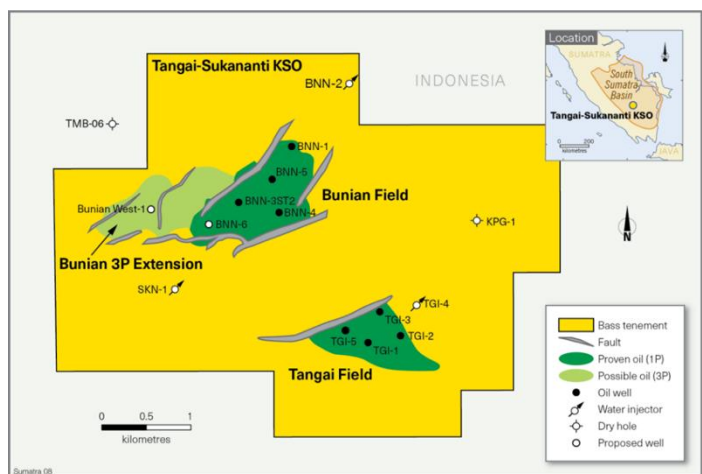 Tangai-Sukananti KSO
BNN-2
INDONESIA
TMB-06
BNN-1
BNN-5
Bunian Field
Bunian West-1
BNN-3ST2
BNN-4
BNN-6
KPG-1
Bunian 3P Extension
SKN-1
TGI-4
TGI-3
TGI-5
TGI-2
TGI-1
Tangai Field
0 0.5 1
kilometres
Sumatra 08
Location
SUMATRA
South
Sumatra
Basin
Tangai-Sukananti KSO
0 200
kilometres
JAVA
N
Bass tenement
Fault
Proven oil (1P)
Possible oil (3P)
Oil well
Water injector
Dry hole
Proposed well